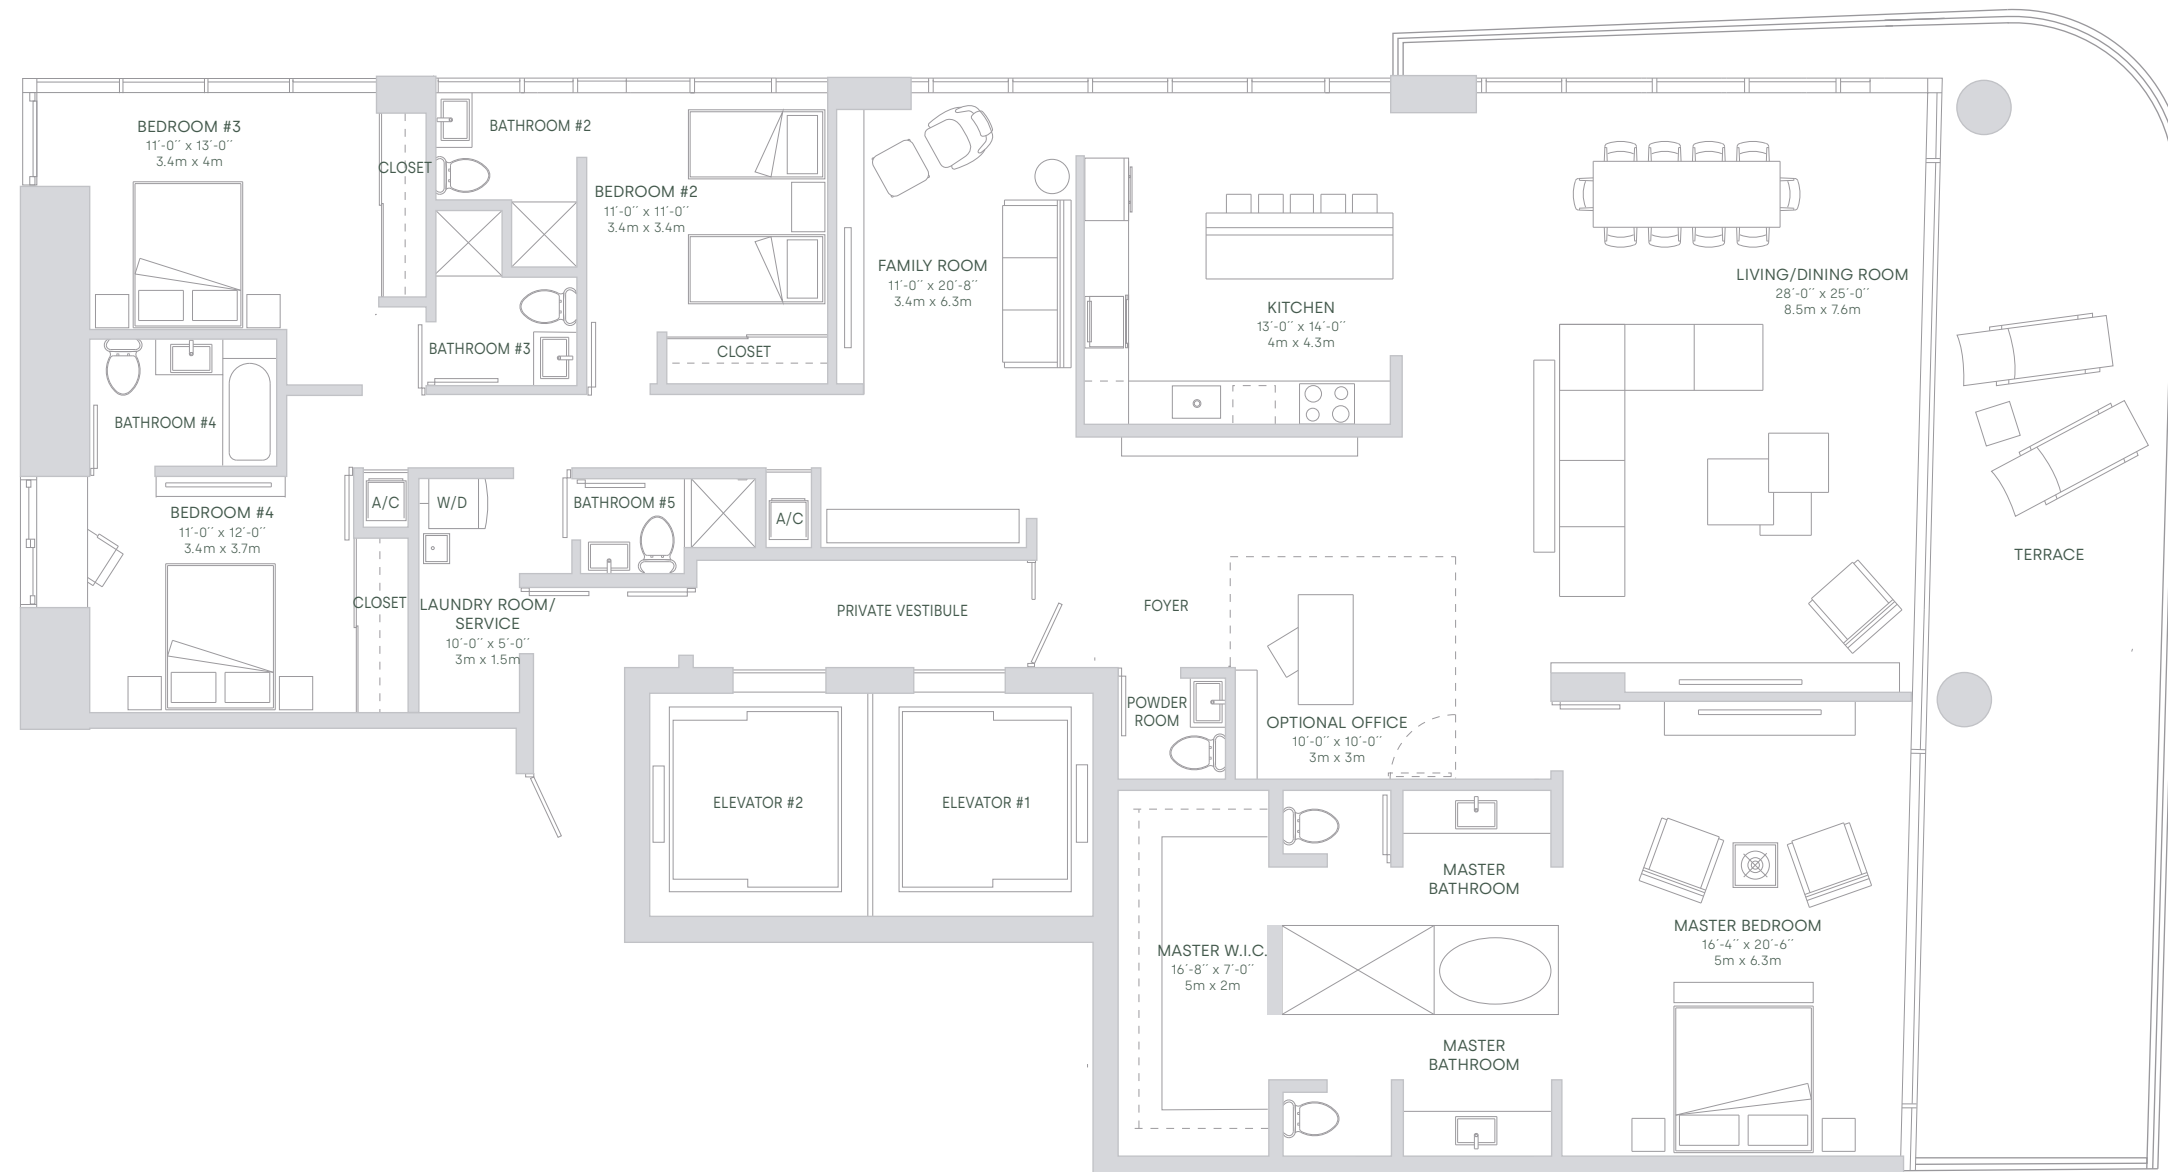 BEDROOM #3
11´-0´´ x 13´-0´´
3.4m x 4m
CLOSET
BATHROOM #2
BEDROOM #2
11´-0´´ x 11´-0´´
3.4m x 3.4m
FAMILY ROOM
11´-0´´ x 20´-8´´
3.4m x 6.3m
KITCHEN
13´-0´´ x 14´-0´´
4m x 4.3m
LIVING/DINING ROOM
28´-0´´ x 25´-0´´
8.5m x 7.6m
BATHROOM #3
CLOSET
BATHROOM #4
BEDROOM #4
11´-0´´ x 12´-0´´
3.4m x 3.7m
A/C
W/D
BATHROOM #5
A/C
TERRACE
CLOSET
LAUNDRY ROOM/
SERVICE
10´-0´´ x 5´-0´´
3m x 1.5m
PRIVATE VESTIBULE
FOYER
POWDER
ROOM
OPTIONAL OFFICE
10´-0´´ x 10´-0´´
3m x 3m
ELEVATOR #2
ELEVATOR #1
MASTER
BATHROOM
MASTER W.I.C.
16´-8´´ x 7´-0´´
5m x 2m
MASTER BEDROOM
16´-4´´ x 20´-6´´
5m x 6.3m
MASTER
BATHROOM